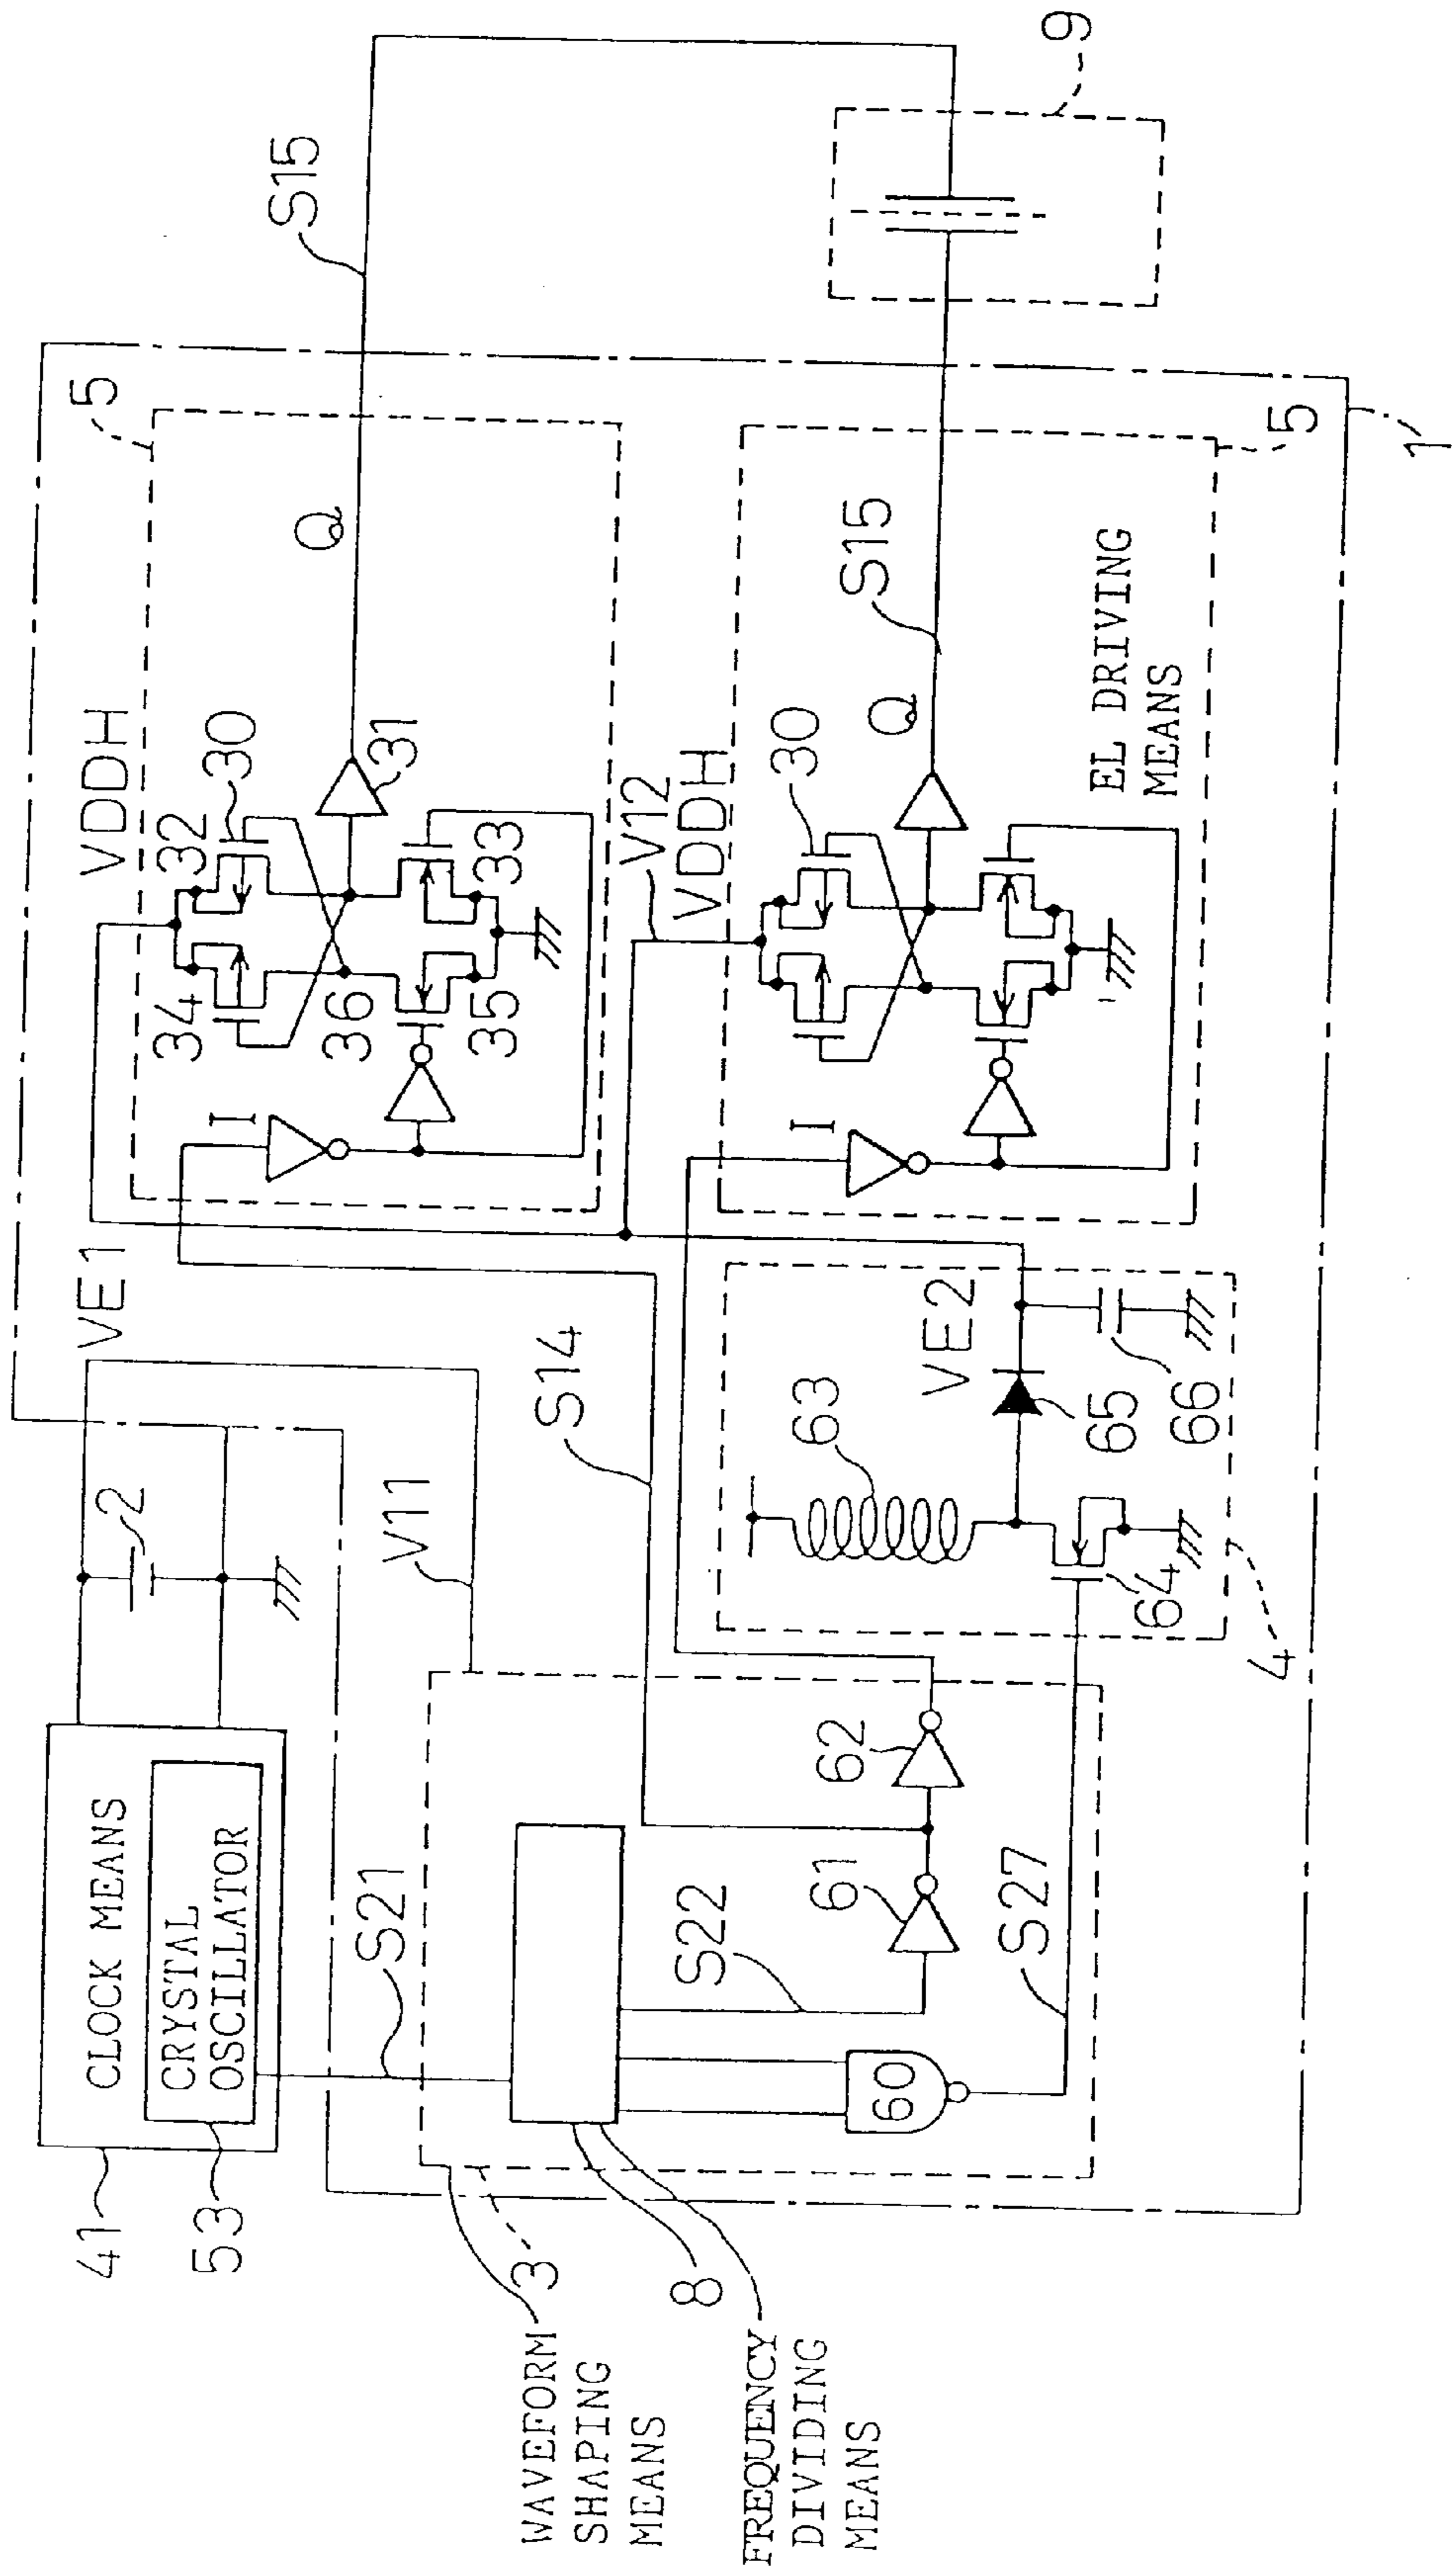 41
CLOCK MEANS
53
CRYSTAL
OSCILLATOR
2
VE1
V11
S21
WAVEFORM
SHAPING
MEANS
3
8
FREQUENCY
DIVIDING
MEANS
S22
60
61
62
S14
S27
4
63
64
65
66
VE2
5
VDDH
I
34
32
30
36
35
33
31
Q
S15
V12
VDDH
I
30
Q
S15
EL DRIVING
MEANS
5
1
9